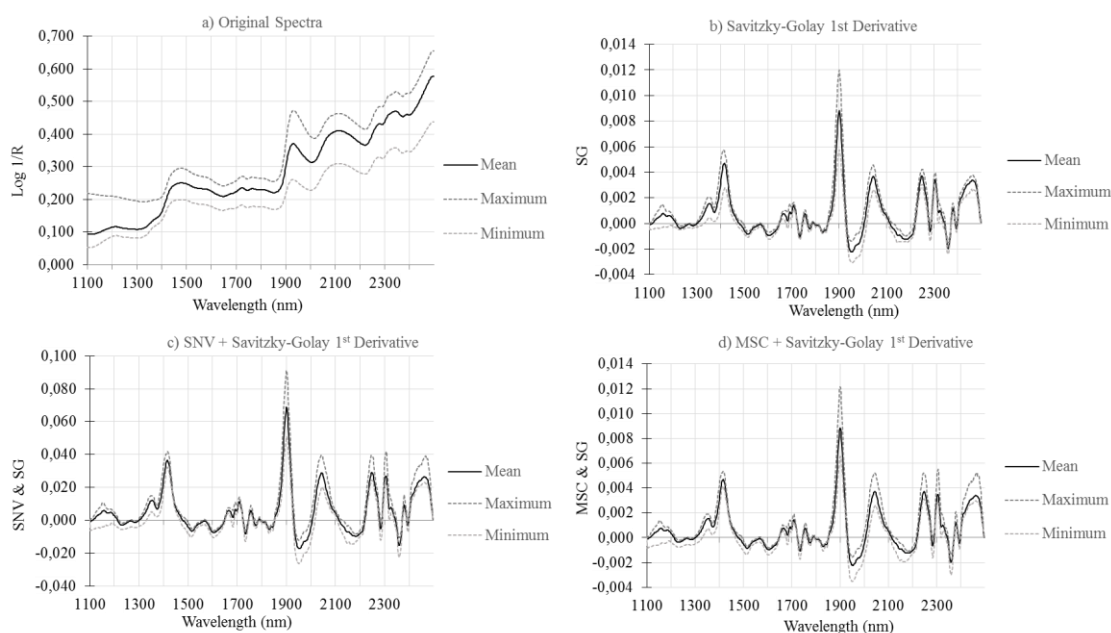 a) Original Spectra
0,700
0,600
0,500
0,400
0,300
0,200
0,100
0,000
Log 1/R
1100 1300 1500 1700 1900 2100 2300
Wavelength (nm)
Mean
Maximum
Minimum
b) Savitzky-Golay 1st Derivative
0,014
0,012
0,010
0,008
0,006
0,004
0,002
0,000
-0,002
-0,004
SG
1100 1300 1500 1700 1900 2100 2300
Wavelength (nm)
Mean
Maximum
Minimum
c) SNV + Savitzky-Golay 1st Derivative
0,100
0,080
0,060
0,040
0,020
0,000
-0,020
-0,040
SNV & SG
1100 1300 1500 1700 1900 2100 2300
Wavelength (nm)
Mean
Maximum
Minimum
d) MSC + Savitzky-Golay 1st Derivative
0,014
0,012
0,010
0,008
0,006
0,004
0,002
0,000
-0,002
-0,004
MSC & SG
1100 1300 1500 1700 1900 2100 2300
Wavelength (nm)
Mean
Maximum
Minimum